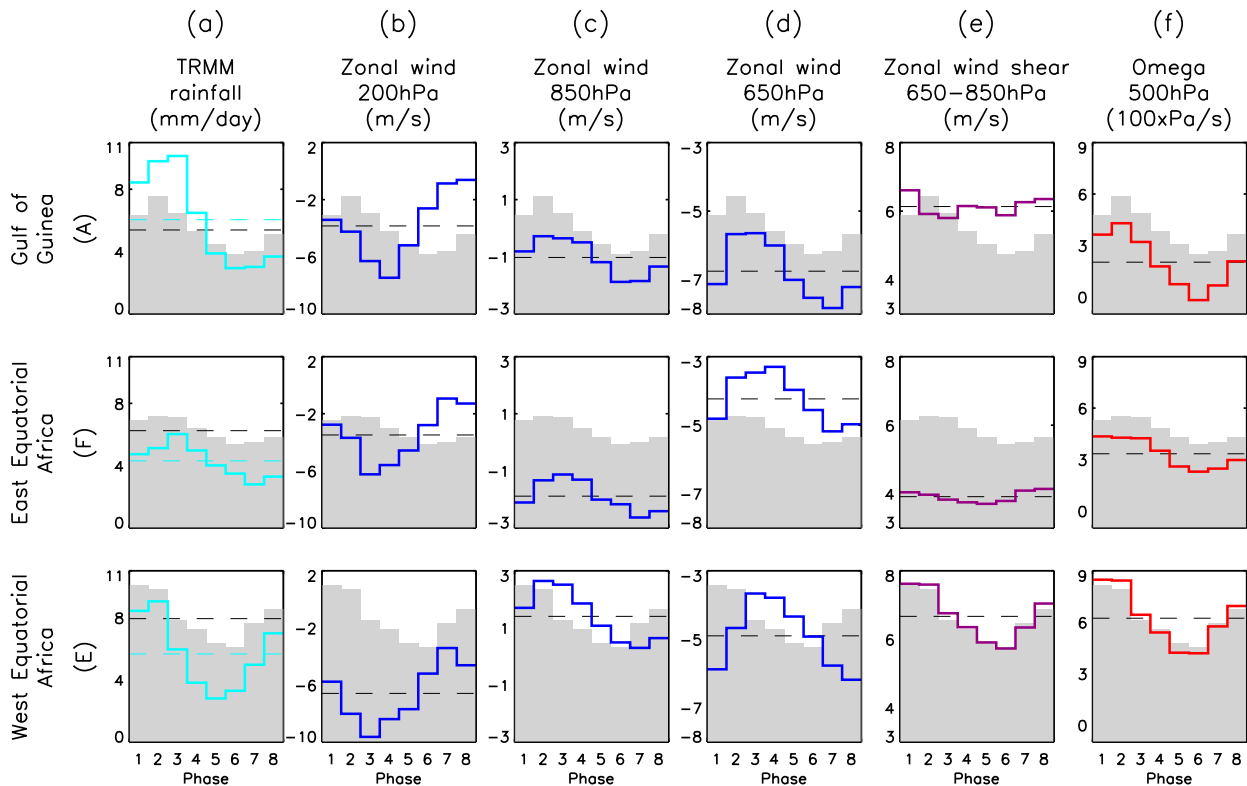 (a) (b) (c) (d) (e) (f)
TRMM Zonal wind Zonal wind Zonal wind Zonal wind shear Omega
rainfall 200hPa 850hPa 650hPa 650−850hPa 500hPa
(mm/day) (m/s) (m/s) (m/s) (m/s) (100xPa/s)
Gulf of
Guinea
(A)
11 2 3 −3 8 9
8 −2 1 −5 6 6
4 −6 −1 −7 4 3
0 −10 −3 −8 3 0
East Equatorial
Africa
(F)
11 2 3 −3 8 9
8 −2 1 −5 6 6
4 −6 −1 −7 4 3
0 −10 −3 −8 3 0
West Equatorial
Africa
(E)
11 2 3 −3 8 9
8 −2 1 −5 6 6
4 −6 −1 −7 4 3
0 −10 −3 −8 3 0
1 2 3 4 5 6 7 8 1 2 3 4 5 6 7 8 1 2 3 4 5 6 7 8 1 2 3 4 5 6 7 8 1 2 3 4 5 6 7 8 1 2 3 4 5 6 7 8
Phase Phase Phase Phase Phase Phase